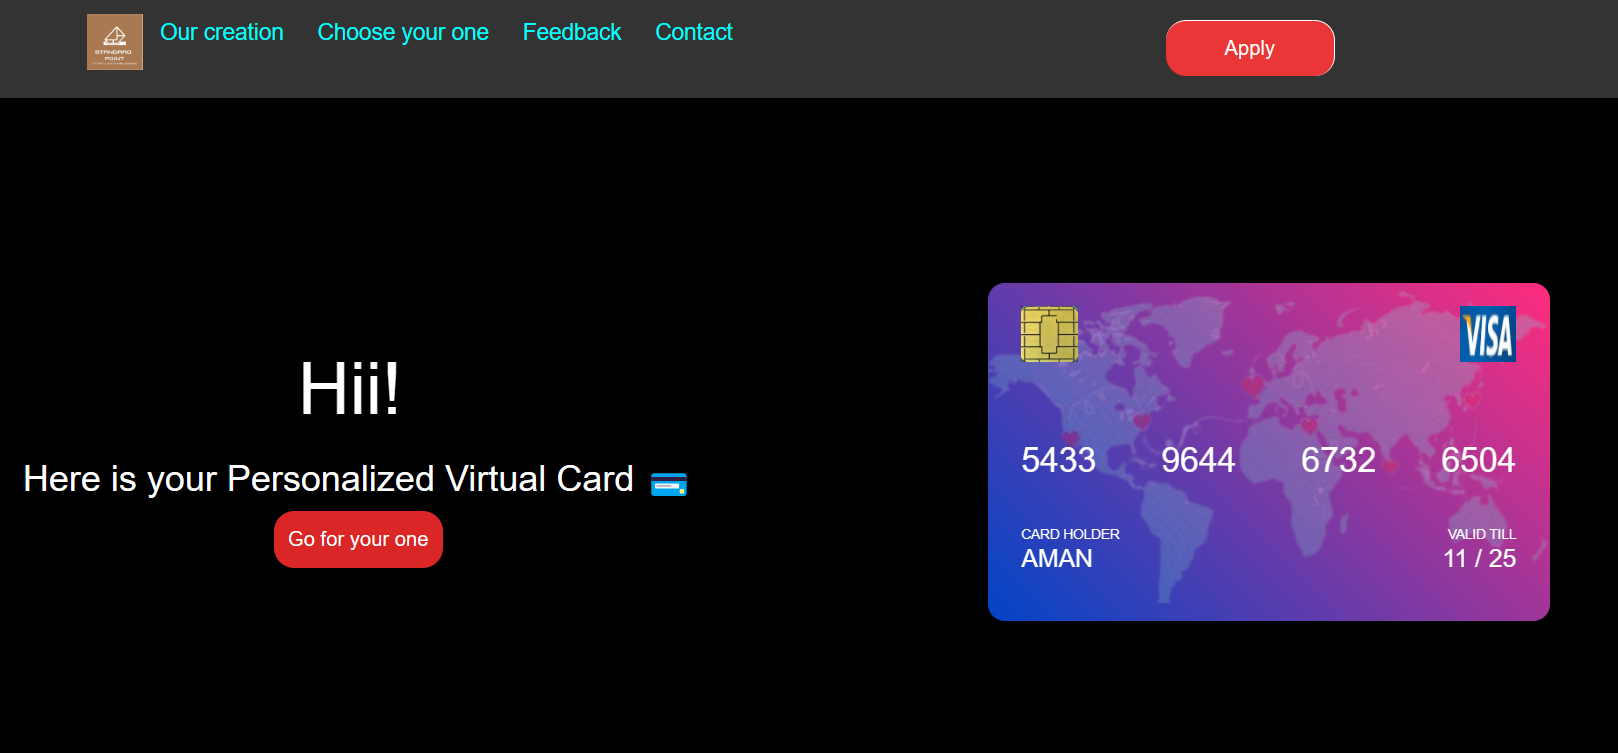 Our creation
Choose your one
Feedback
Contact
Apply
STANDARD
POINT
Hii!
Here is your Personalized Virtual Card
Go for your one
VISA
5433 9644 6732 6504
CARD HOLDER
AMAN
VALID TILL
11 / 25